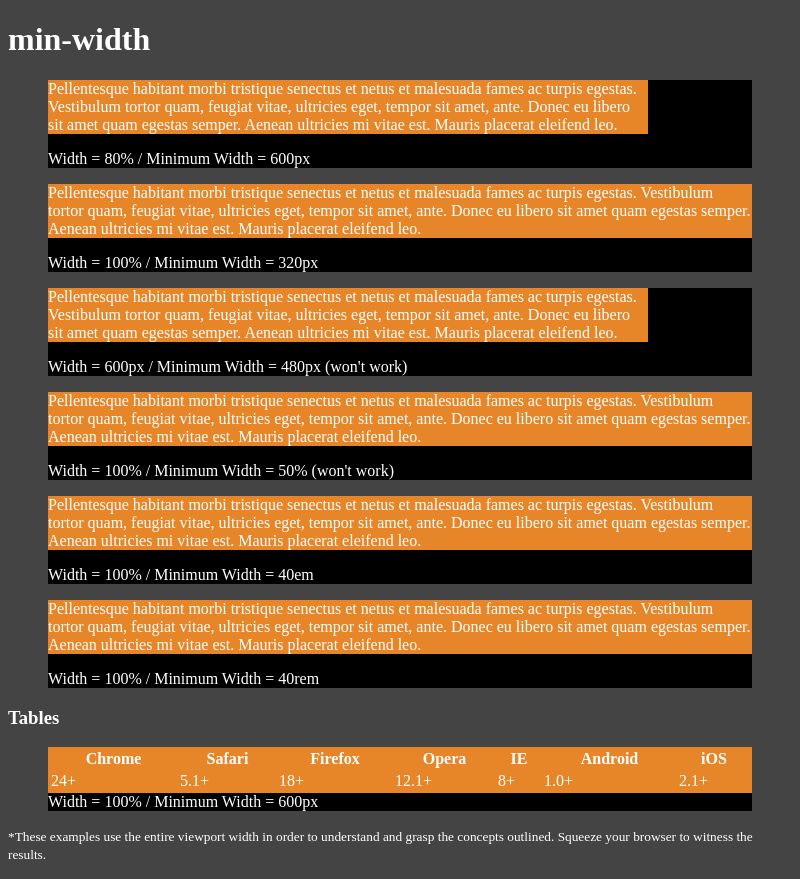 min-width
Pellentesque habitant morbi tristique senectus et netus et malesuada fames ac turpis egestas.
Vestibulum tortor quam, feugiat vitae, ultricies eget, tempor sit amet, ante. Donec eu libero
sit amet quam egestas semper. Aenean ultricies mi vitae est. Mauris placerat eleifend leo.
Width = 80% / Minimum Width = 600px
Pellentesque habitant morbi tristique senectus et netus et malesuada fames ac turpis egestas. Vestibulum
tortor quam, feugiat vitae, ultricies eget, tempor sit amet, ante. Donec eu libero sit amet quam egestas semper.
Aenean ultricies mi vitae est. Mauris placerat eleifend leo.
Width = 100% / Minimum Width = 320px
Pellentesque habitant morbi tristique senectus et netus et malesuada fames ac turpis egestas.
Vestibulum tortor quam, feugiat vitae, ultricies eget, tempor sit amet, ante. Donec eu libero
sit amet quam egestas semper. Aenean ultricies mi vitae est. Mauris placerat eleifend leo.
Width = 600px / Minimum Width = 480px (won't work)
Pellentesque habitant morbi tristique senectus et netus et malesuada fames ac turpis egestas. Vestibulum
tortor quam, feugiat vitae, ultricies eget, tempor sit amet, ante. Donec eu libero sit amet quam egestas semper.
Aenean ultricies mi vitae est. Mauris placerat eleifend leo.
Width = 100% / Minimum Width = 50% (won't work)
Pellentesque habitant morbi tristique senectus et netus et malesuada fames ac turpis egestas. Vestibulum
tortor quam, feugiat vitae, ultricies eget, tempor sit amet, ante. Donec eu libero sit amet quam egestas semper.
Aenean ultricies mi vitae est. Mauris placerat eleifend leo.
Width = 100% / Minimum Width = 40em
Pellentesque habitant morbi tristique senectus et netus et malesuada fames ac turpis egestas. Vestibulum
tortor quam, feugiat vitae, ultricies eget, tempor sit amet, ante. Donec eu libero sit amet quam egestas semper.
Aenean ultricies mi vitae est. Mauris placerat eleifend leo.
Width = 100% / Minimum Width = 40rem
Tables
Chrome Safari Firefox Opera IE Android iOS
24+ 5.1+ 18+ 12.1+ 8+ 1.0+ 2.1+
Width = 100% / Minimum Width = 600px
*These examples use the entire viewport width in order to understand and grasp the concepts outlined. Squeeze your browser to witness the
results.